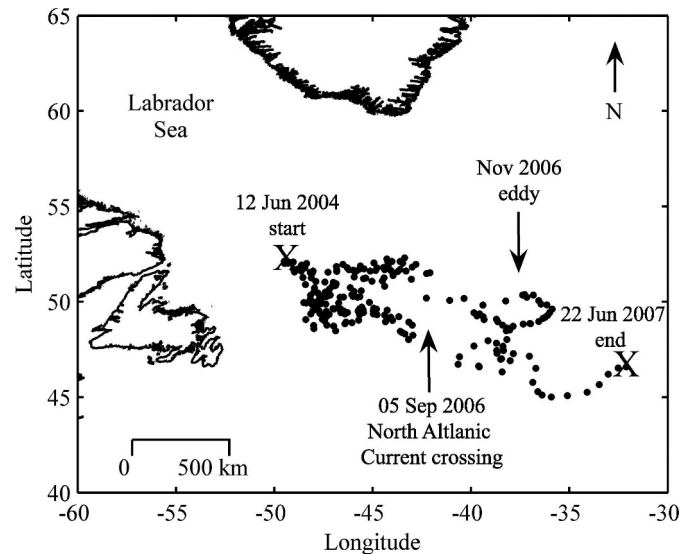 65
60
55
50
45
40
Latitude
Labrador
Sea
N
Nov 2006
eddy
12 Jun 2004
start
X
22 Jun 2007
end
X
05 Sep 2006
North Altlanic
Current crossing
0 500 km
-60 -55 -50 -45 -40 -35 -30
Longitude